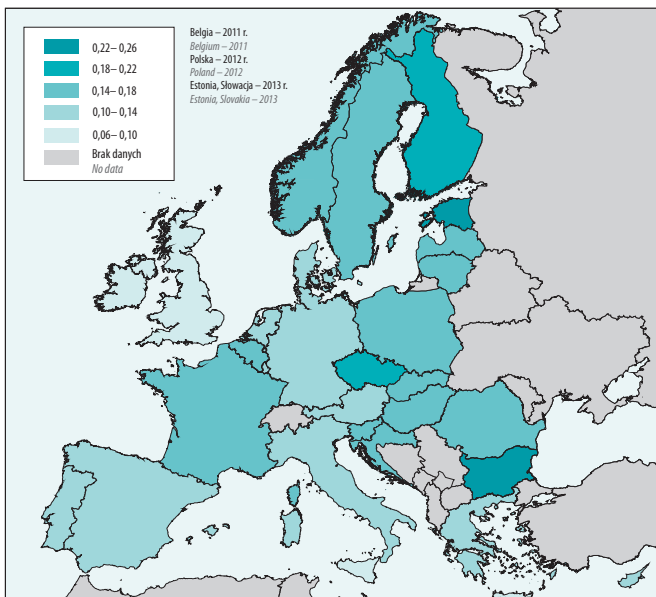 0,22– 0,26
0,18– 0,22
0,14– 0,18
0,10– 0,14
0,06– 0,10
Brak danych
No data
Belgia – 2011 r.
Belgium – 2011
Polska – 2012 r.
Poland – 2012
Estonia, Słowacja – 2013 r.
Estonia, Slovakia – 2013